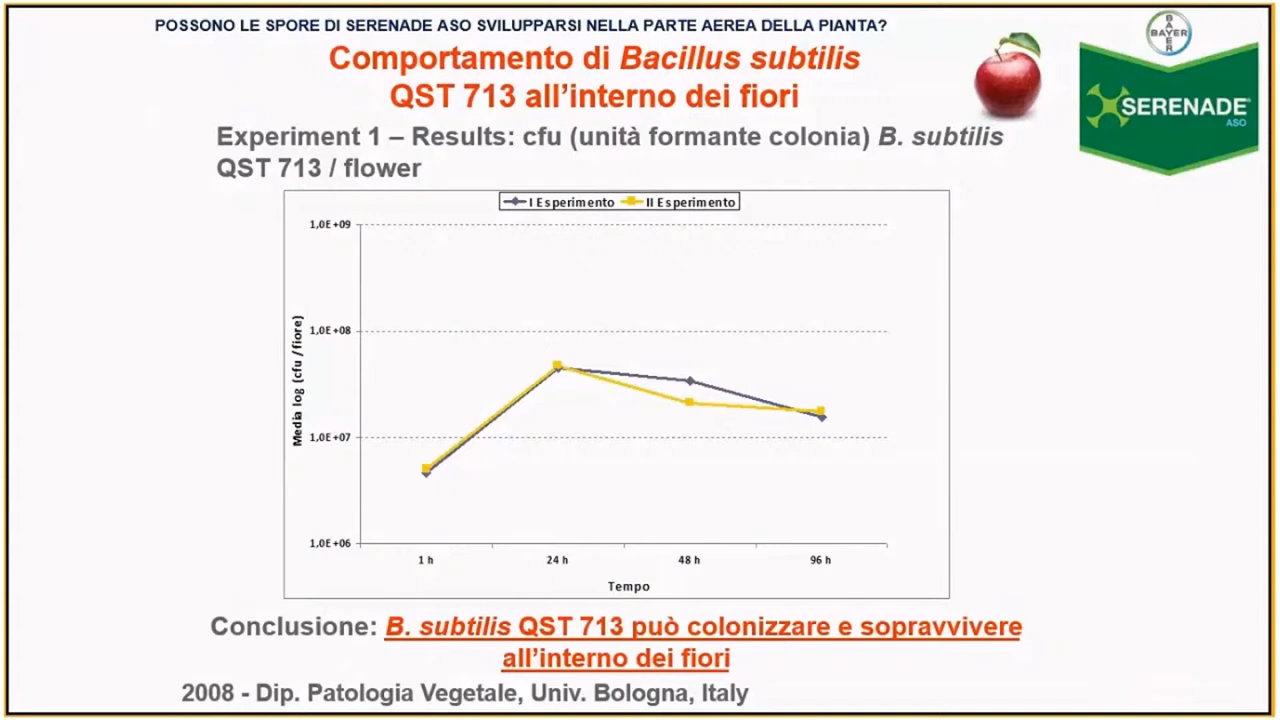 POSSONO LE SPORE DI SERENADE ASO SVILUPPARSI NELLA PARTE AEREA DELLA PIANTA?
Comportamento di Bacillus subtilis
QST 713 all’interno dei fiori
BAYER
BAYER
SERENADE
ASO
Experiment 1 – Results: cfu (unità formante colonia) B. subtilis
QST 713 / flower
I Esperimento II Esperimento
1,0E+09
1,0E+08
1,0E+07
1,0E+06
Media log (cfu /fiore)
1 h 24 h 48 h 96 h
Tempo
Conclusione: B. subtilis QST 713 può colonizzare e sopravvivere
all’interno dei fiori
2008 - Dip. Patologia Vegetale, Univ. Bologna, Italy